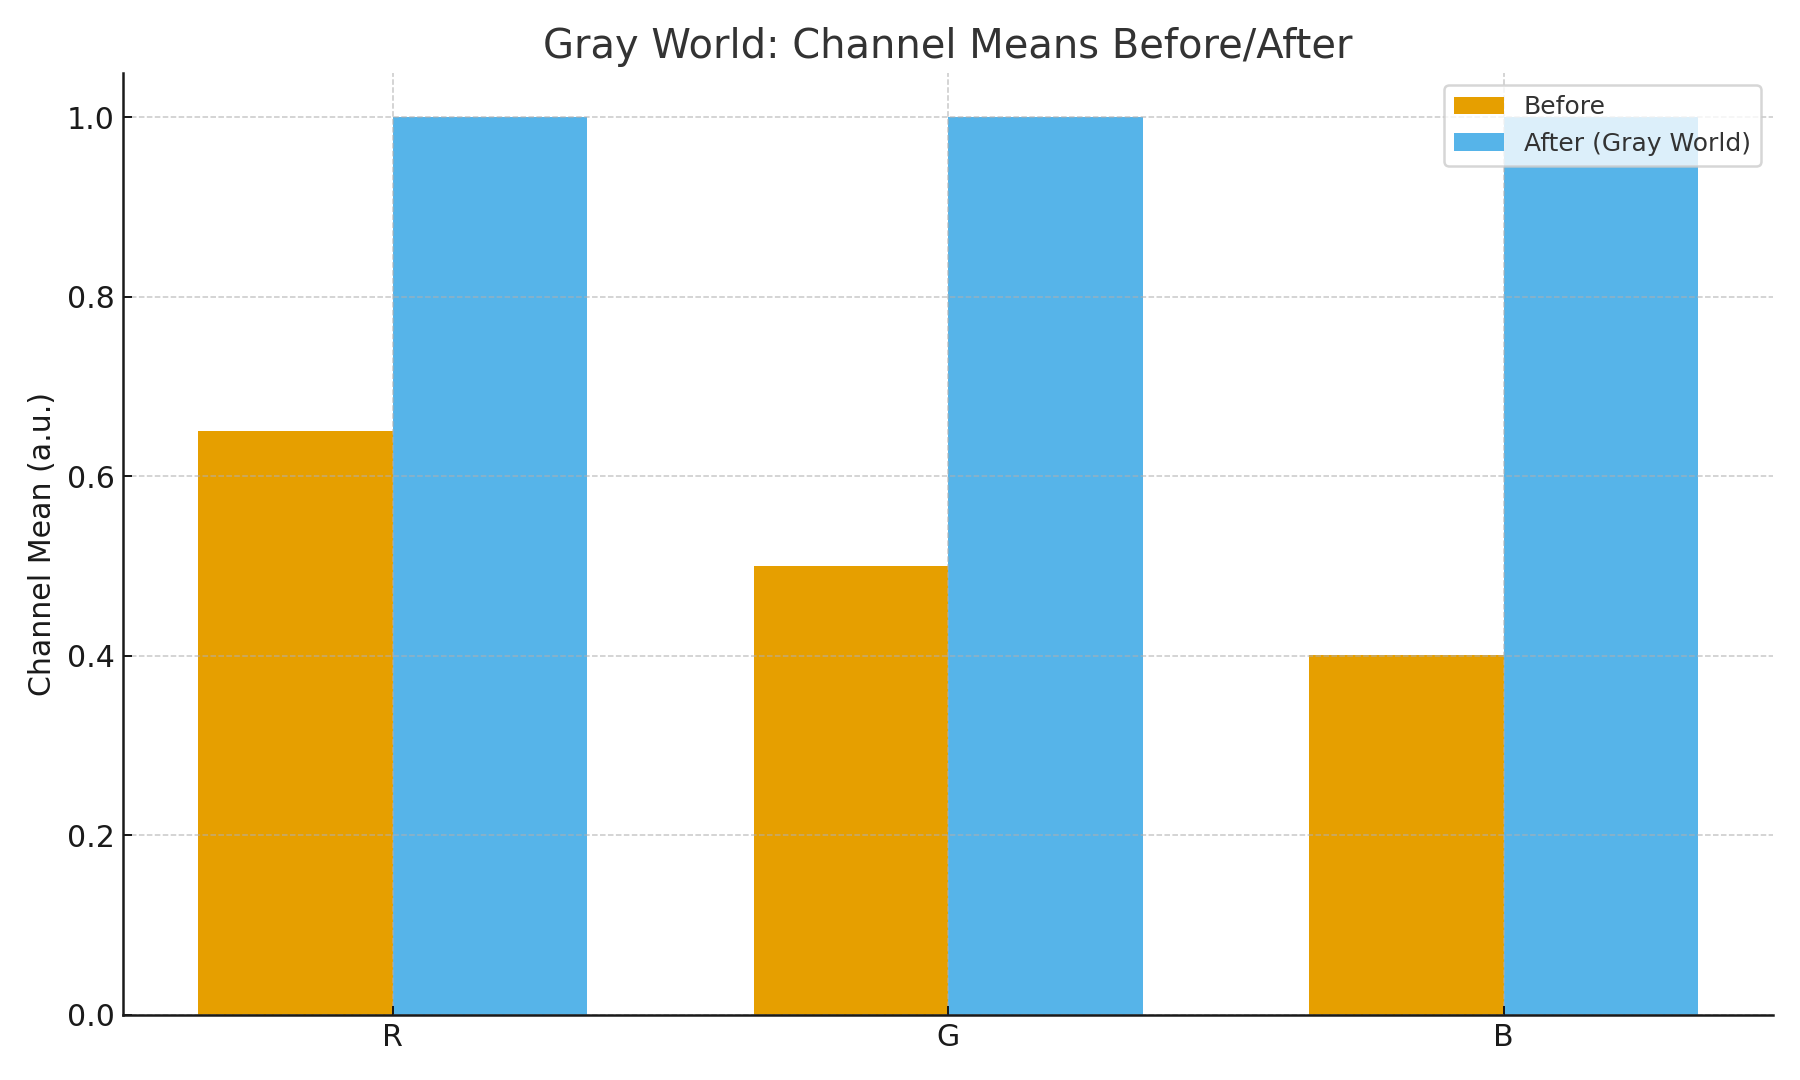 Gray World: Channel Means Before/After
Before
After (Gray World)
Channel Mean (a.u.)
1.0
0.8
0.6
0.4
0.2
0.0
R
G
B